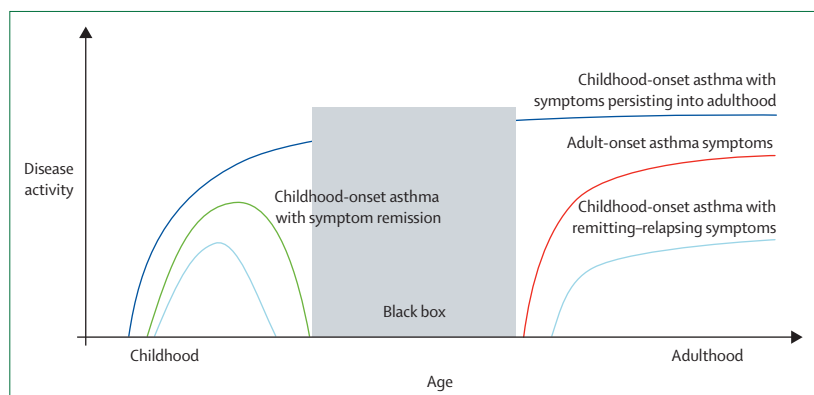 Childhood-onset asthma with
symptoms persisting into adulthood
Adult-onset asthma symptoms
Disease
activity
Childhood-onset asthma
with symptom remission
Childhood-onset asthma with
remitting–relapsing symptoms
Black box
Childhood
Adulthood
Age